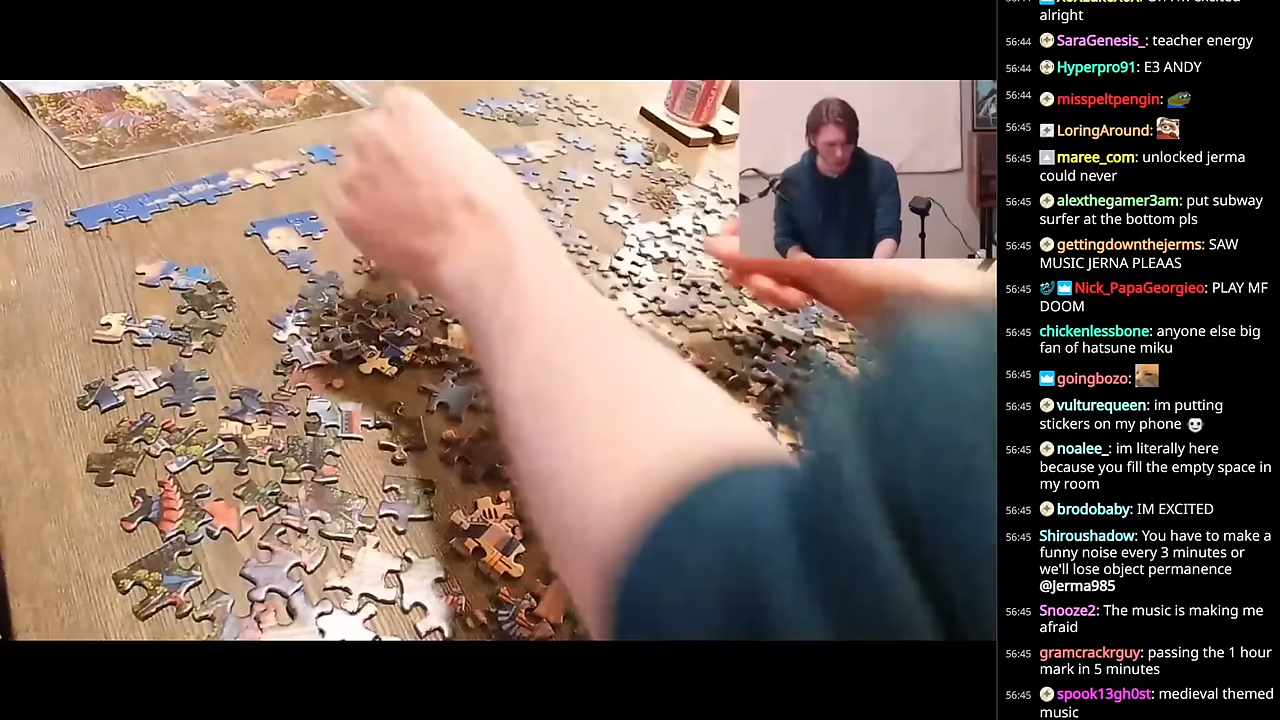 alright
56:44 SaraGenesis_: teacher energy
56:44 Hyperpro91: E3 ANDY
56:44 misspeltpengin:
56:45 LoringAround:
56:45 maree_com: unlocked jerma
could never
56:45 alexthegamer3am: put subway
surfer at the bottom pls
56:45 gettingdownthejerms: SAW
MUSIC JERNA PLEAAS
56:45 Nick_PapaGeorgieo: PLAY MF
DOOM
56:45 chickenlessbone: anyone else big
fan of hatsune miku
56:45 goingbozo:
56:45 vulturequeen: im putting
stickers on my phone
56:45 noalee_: im literally here
because you fill the empty space in
my room
56:45 brodobaby: IM EXCITED
56:45 Shiroushadow: You have to make a
funny noise every 3 minutes or
we'll lose object permanence
@Jerma985
56:45 Snooze2: The music is making me
afraid
56:45 gramcrackrguy: passing the 1 hour
mark in 5 minutes
56:45 spook13gh0st: medieval themed
music